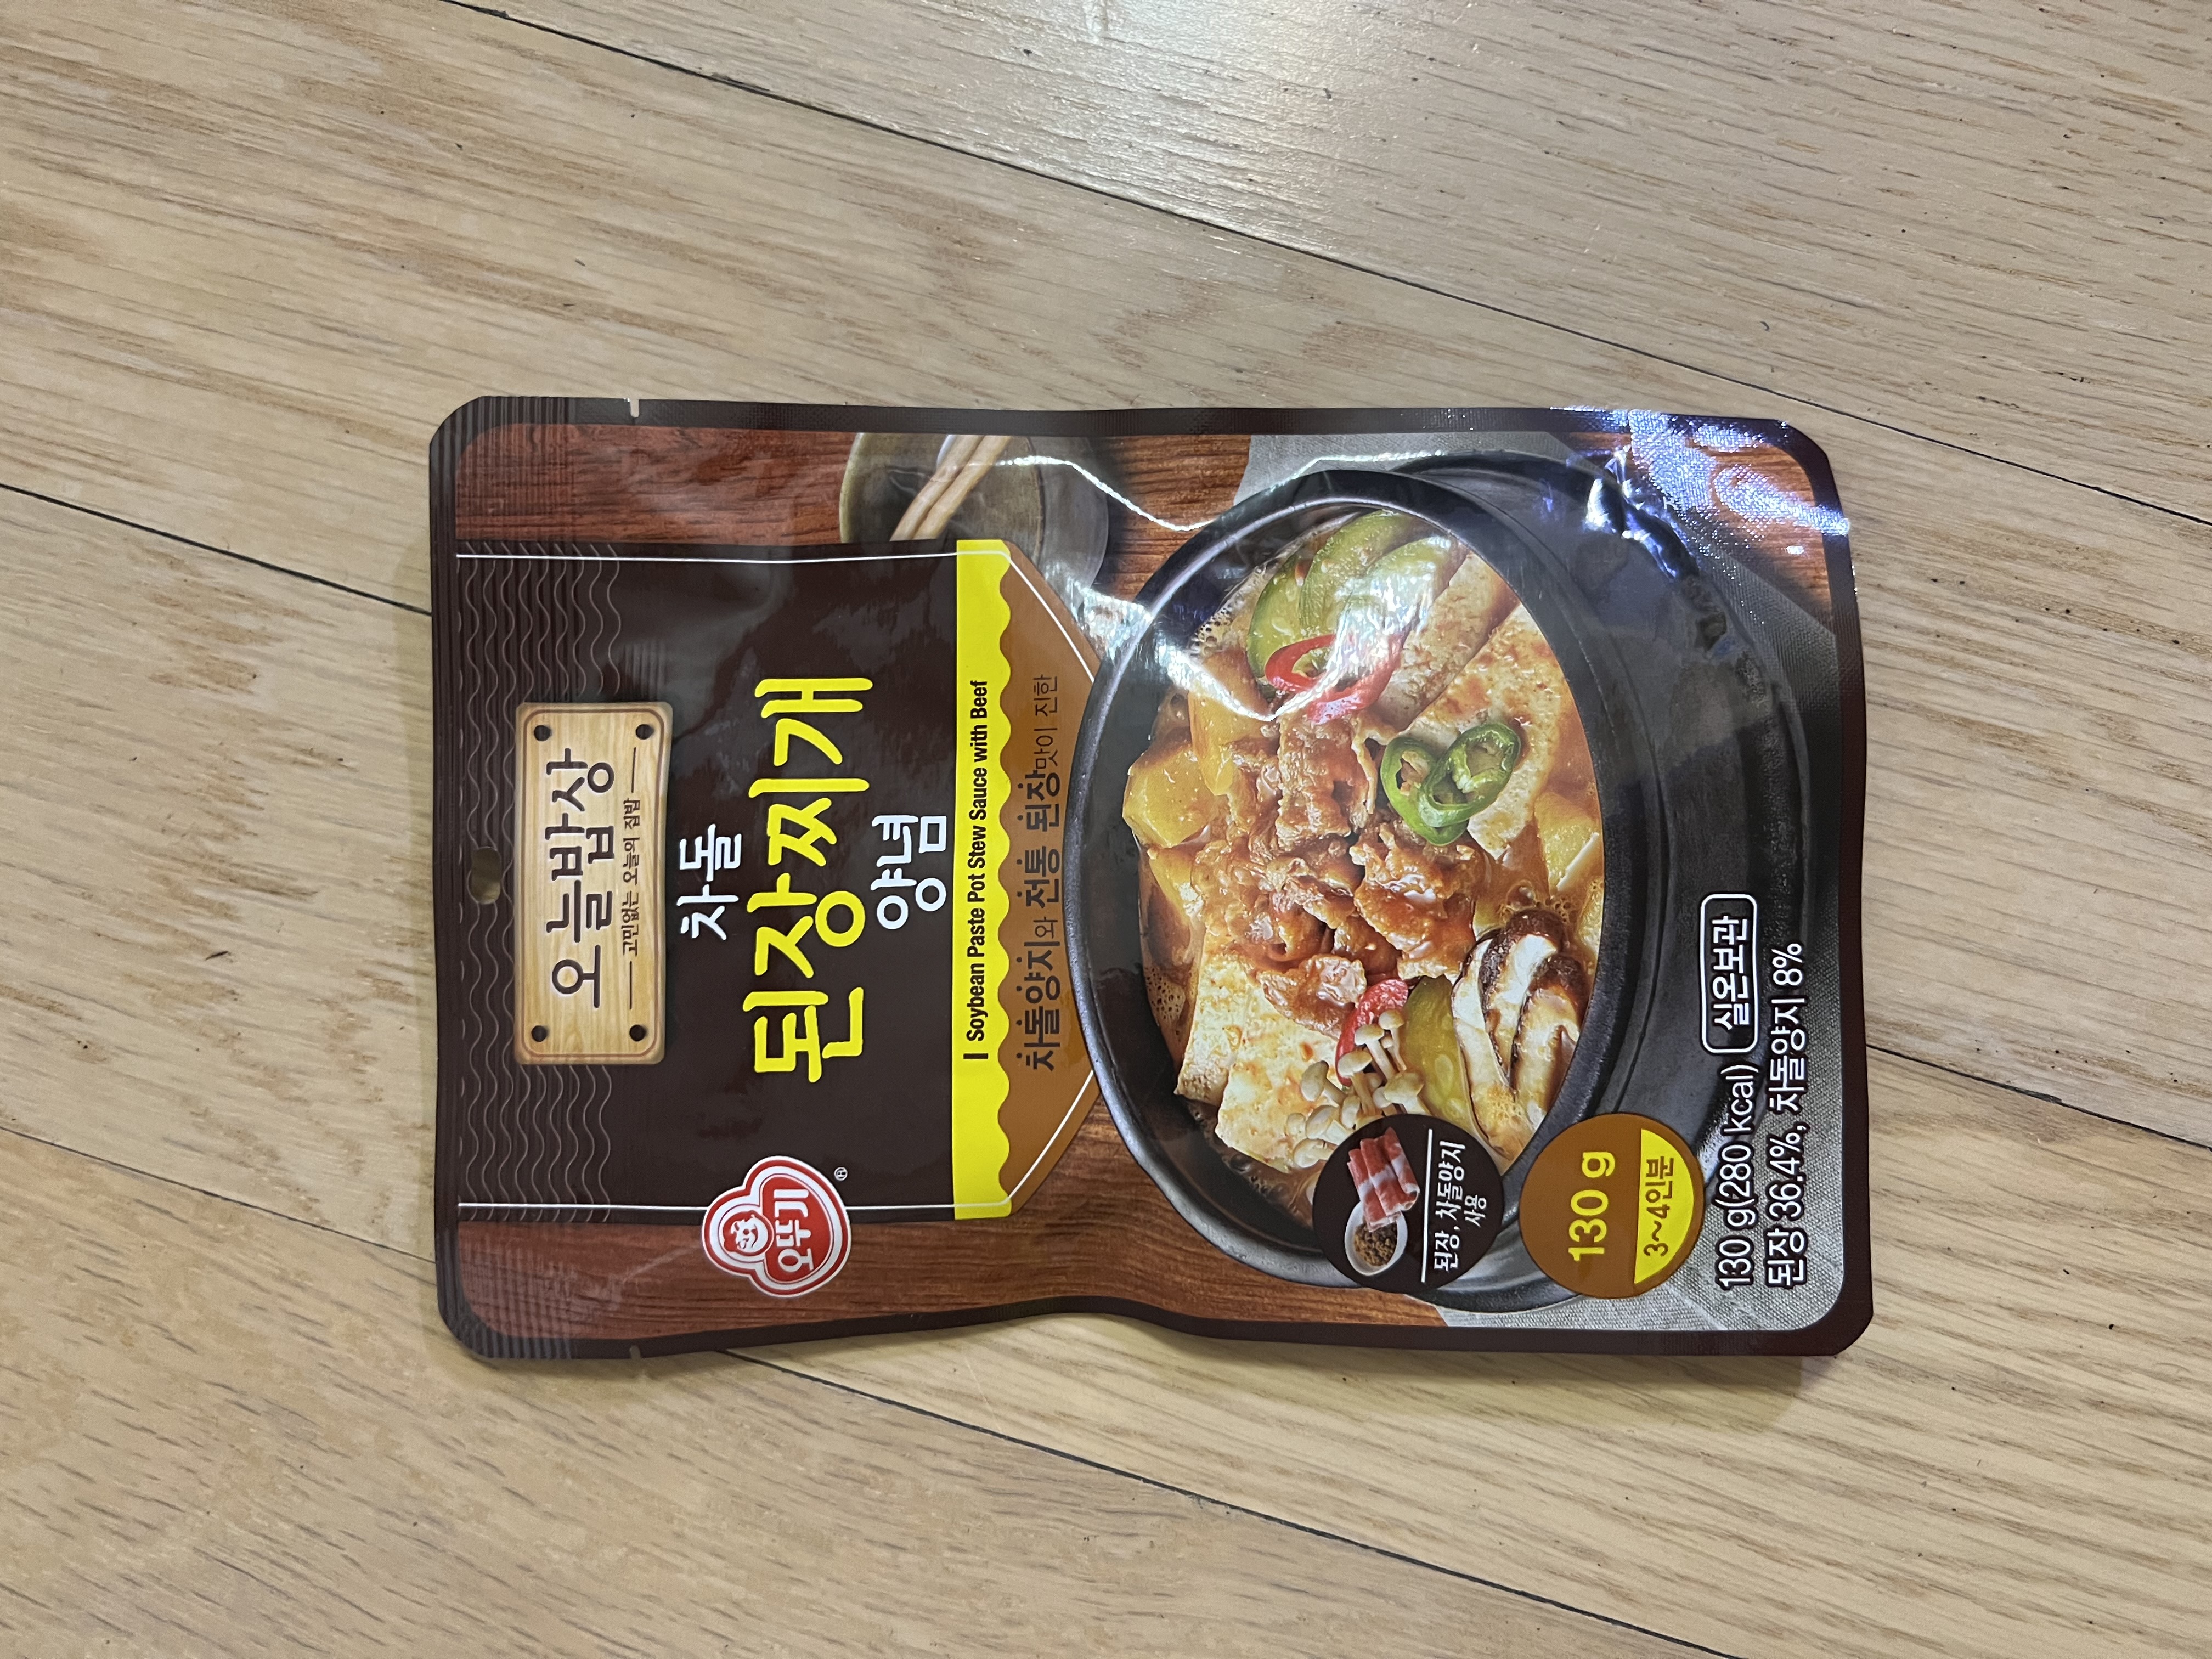 오늘밥상
고민없는 오늘의 집밥
차돌
된장찌개
양념
오뚜기
®
Soybean Paste Pot Stew Sauce with Beef
차돌양지와 전통 된장맛이 진한
된장, 차돌양지
사용
130 g
3~4인분
130 g(280 kcal) 실온보관
된장 36.4%, 차돌양지 8%